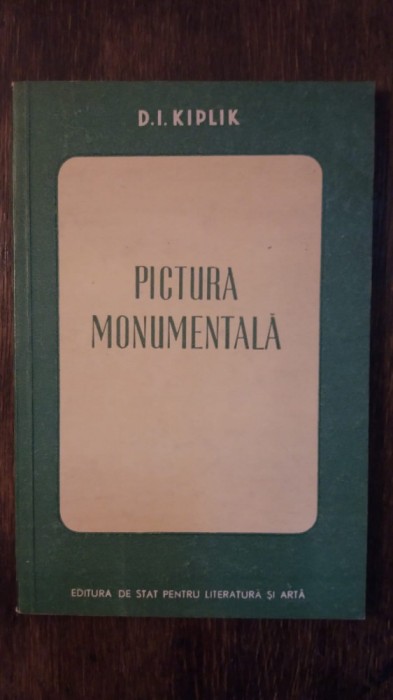 D.I. KIPLIK
PICTURA
MONUMENTALĂ
EDITURA DE STAT PENTRU LITERATURĂ ȘI ARTĂ